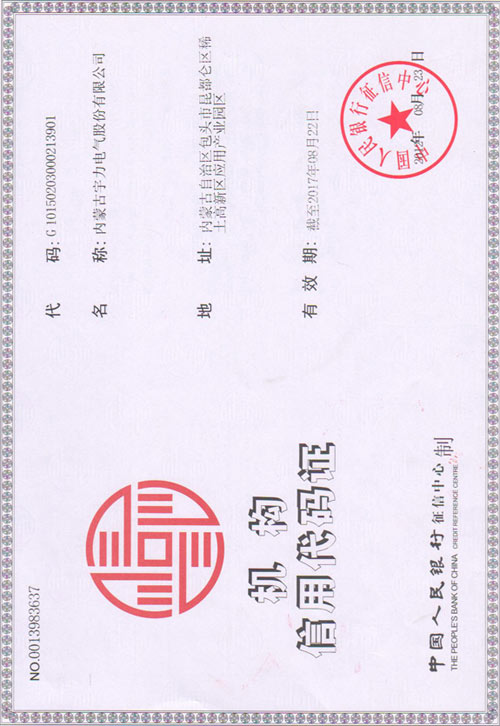 NO.0013983637
机构
信用代码证
中国人民银行征信中心 制
THE PEOPLE'S BANK OF CHINA CREDIT REFERENCE CENTRE
代 码: G10150203000213901
名 称: 内蒙古宇力电气股份有限公司
地 址: 内蒙古自治区包头市昆都仑区稀
土高新区应用产业园区
有 效 期: 截至2017年08月22日
中国人民银行征信中心
2012年 08月 23 日